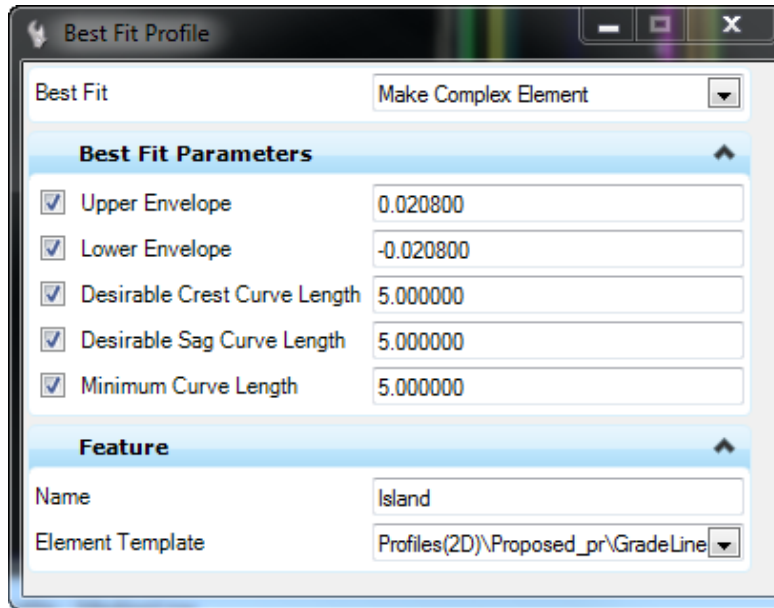 Best Fit Profile
Best Fit Make Complex Element
Best Fit Parameters
Upper Envelope 0.020800
Lower Envelope -0.020800
Desirable Crest Curve Length 5.000000
Desirable Sag Curve Length 5.000000
Minimum Curve Length 5.000000
Feature
Name Island
Element Template Profiles(2D)\Proposed_pr\GradeLine